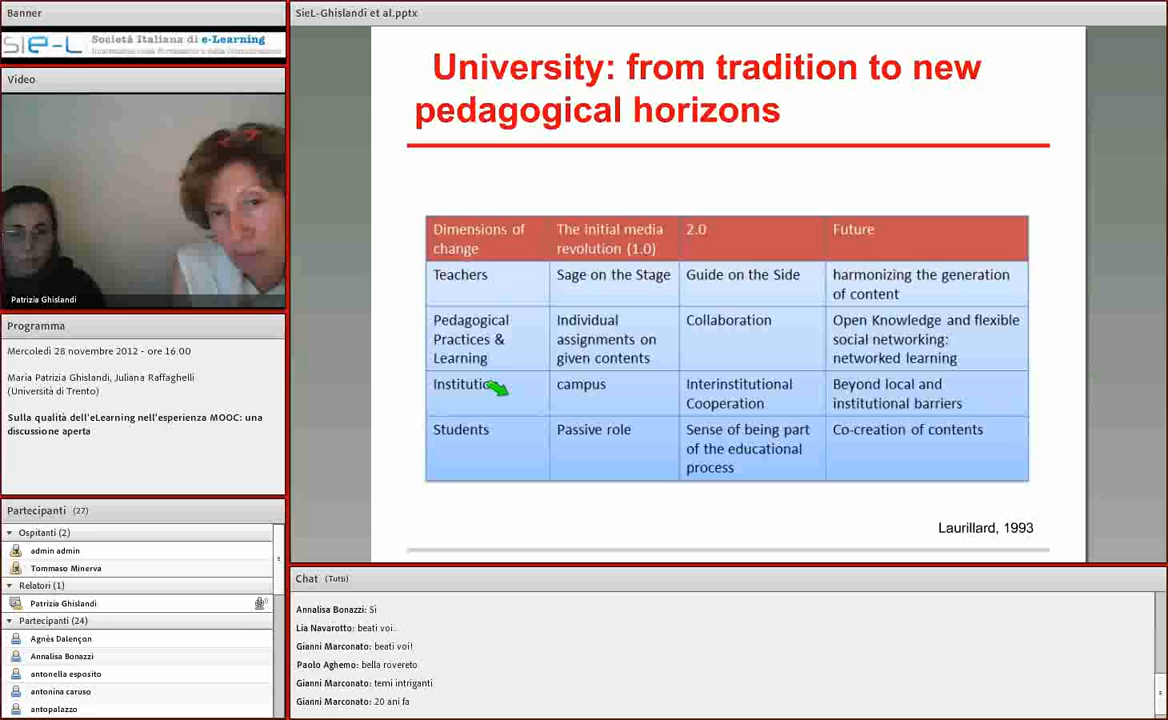 Banner
Sie-L Società Italiana di e-Learning
Video
Patrizia Ghislandi
Programma
Mercoledì 28 novembre 2012 - ore 16:00
Maria Patrizia Ghislandi, Juliana Raffaghelli
(Università di Trento)
Sulla qualità dell'eLearning nell'esperienza MOOC: una
discussione aperta
Partecipanti (27)
Ospitanti (2)
admin admin
Tommaso Minerva
Relatori (1)
Patrizia Ghislandi
Partecipanti (24)
Agnès Dalençon
Annalisa Bonazzi
antonella esposito
antonina caruso
antopalazzo
SieL-Ghislandi et al.pptx
University: from tradition to new
pedagogical horizons
Dimensions of
change
The initial media
revolution (1.0)
2.0
Future
Teachers
Sage on the Stage
Guide on the Side
harmonizing the generation
of content
Pedagogical
Practices &
Learning
Individual
assignments on
given contents
Collaboration
Open Knowledge and flexible
social networking:
networked learning
campus
Interinstitutional
Cooperation
Beyond local and
institutional barriers
Students
Passive role
Sense of being part
of the educational
process
Co-creation of contents
Laurillard, 1993
Chat (Tutti)
Annalisa Bonazzi: Sì
Lia Navarotto: beati voi..
Gianni Marconato: beati voi!
Paolo Aghemo: bella rovereto
Gianni Marconato: temi intriganti
Gianni Marconato: 20 ani fa